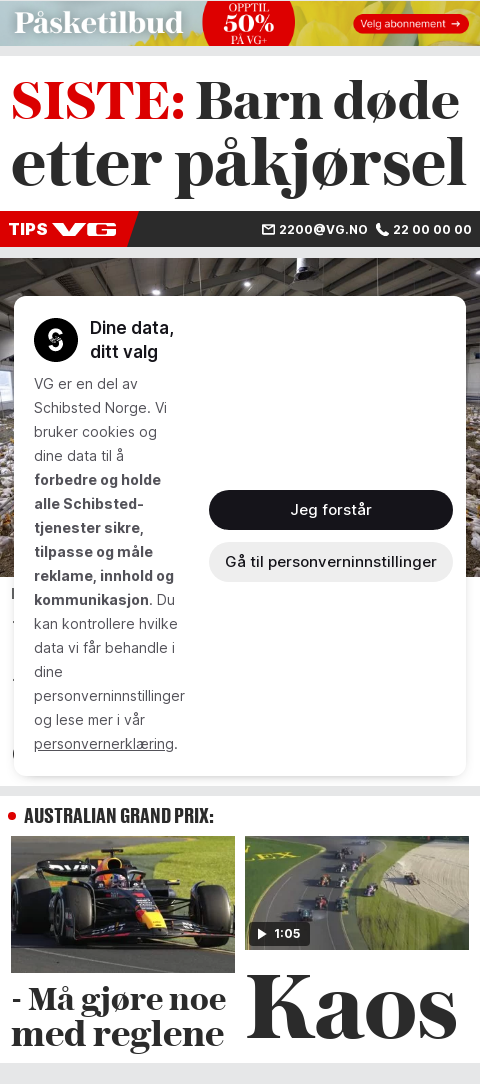 Påsketilbud
OPPTIL
50%
PÅ VG+
Velg abonnement →
SISTE: Barn døde
etter påkjørsel
TIPS VG
2200@VG.NO 22 00 00 00
Dine data,
ditt valg
VG er en del av
Schibsted Norge. Vi
bruker cookies og
dine data til å
forbedre og holde
alle Schibsted-
tjenester sikre,
tilpasse og måle
reklame, innhold og
kommunikasjon. Du
kan kontrollere hvilke
data vi får behandle i
dine
personverninnstillinger
og lese mer i vår
personvernerklæring.
Jeg forstår
Gå til personverninnstillinger
AUSTRALIAN GRAND PRIX:
1:05
- Må gjøre noe
med reglene
Kaos